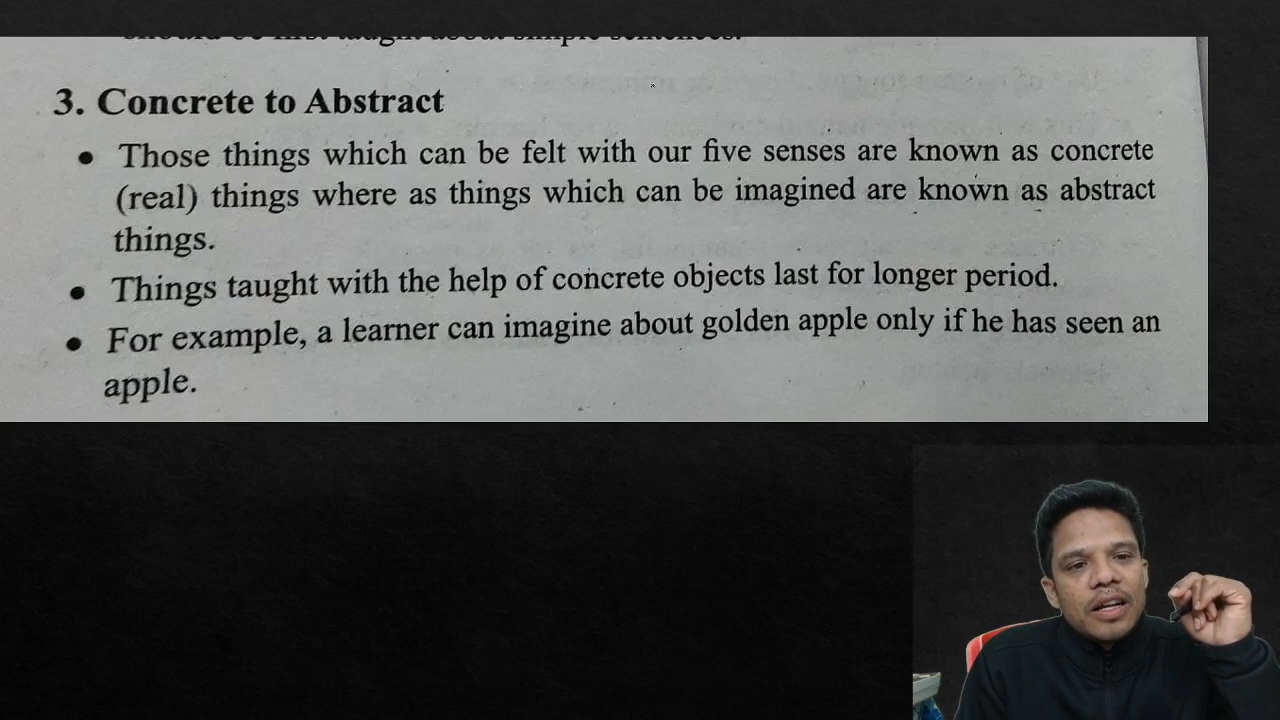 3. Concrete to Abstract
• Those things which can be felt with our five senses are known as concrete
(real) things where as things which can be imagined are known as abstract
things.
• Things taught with the help of concrete objects last for longer period.
• For example, a learner can imagine about golden apple only if he has seen an
apple.